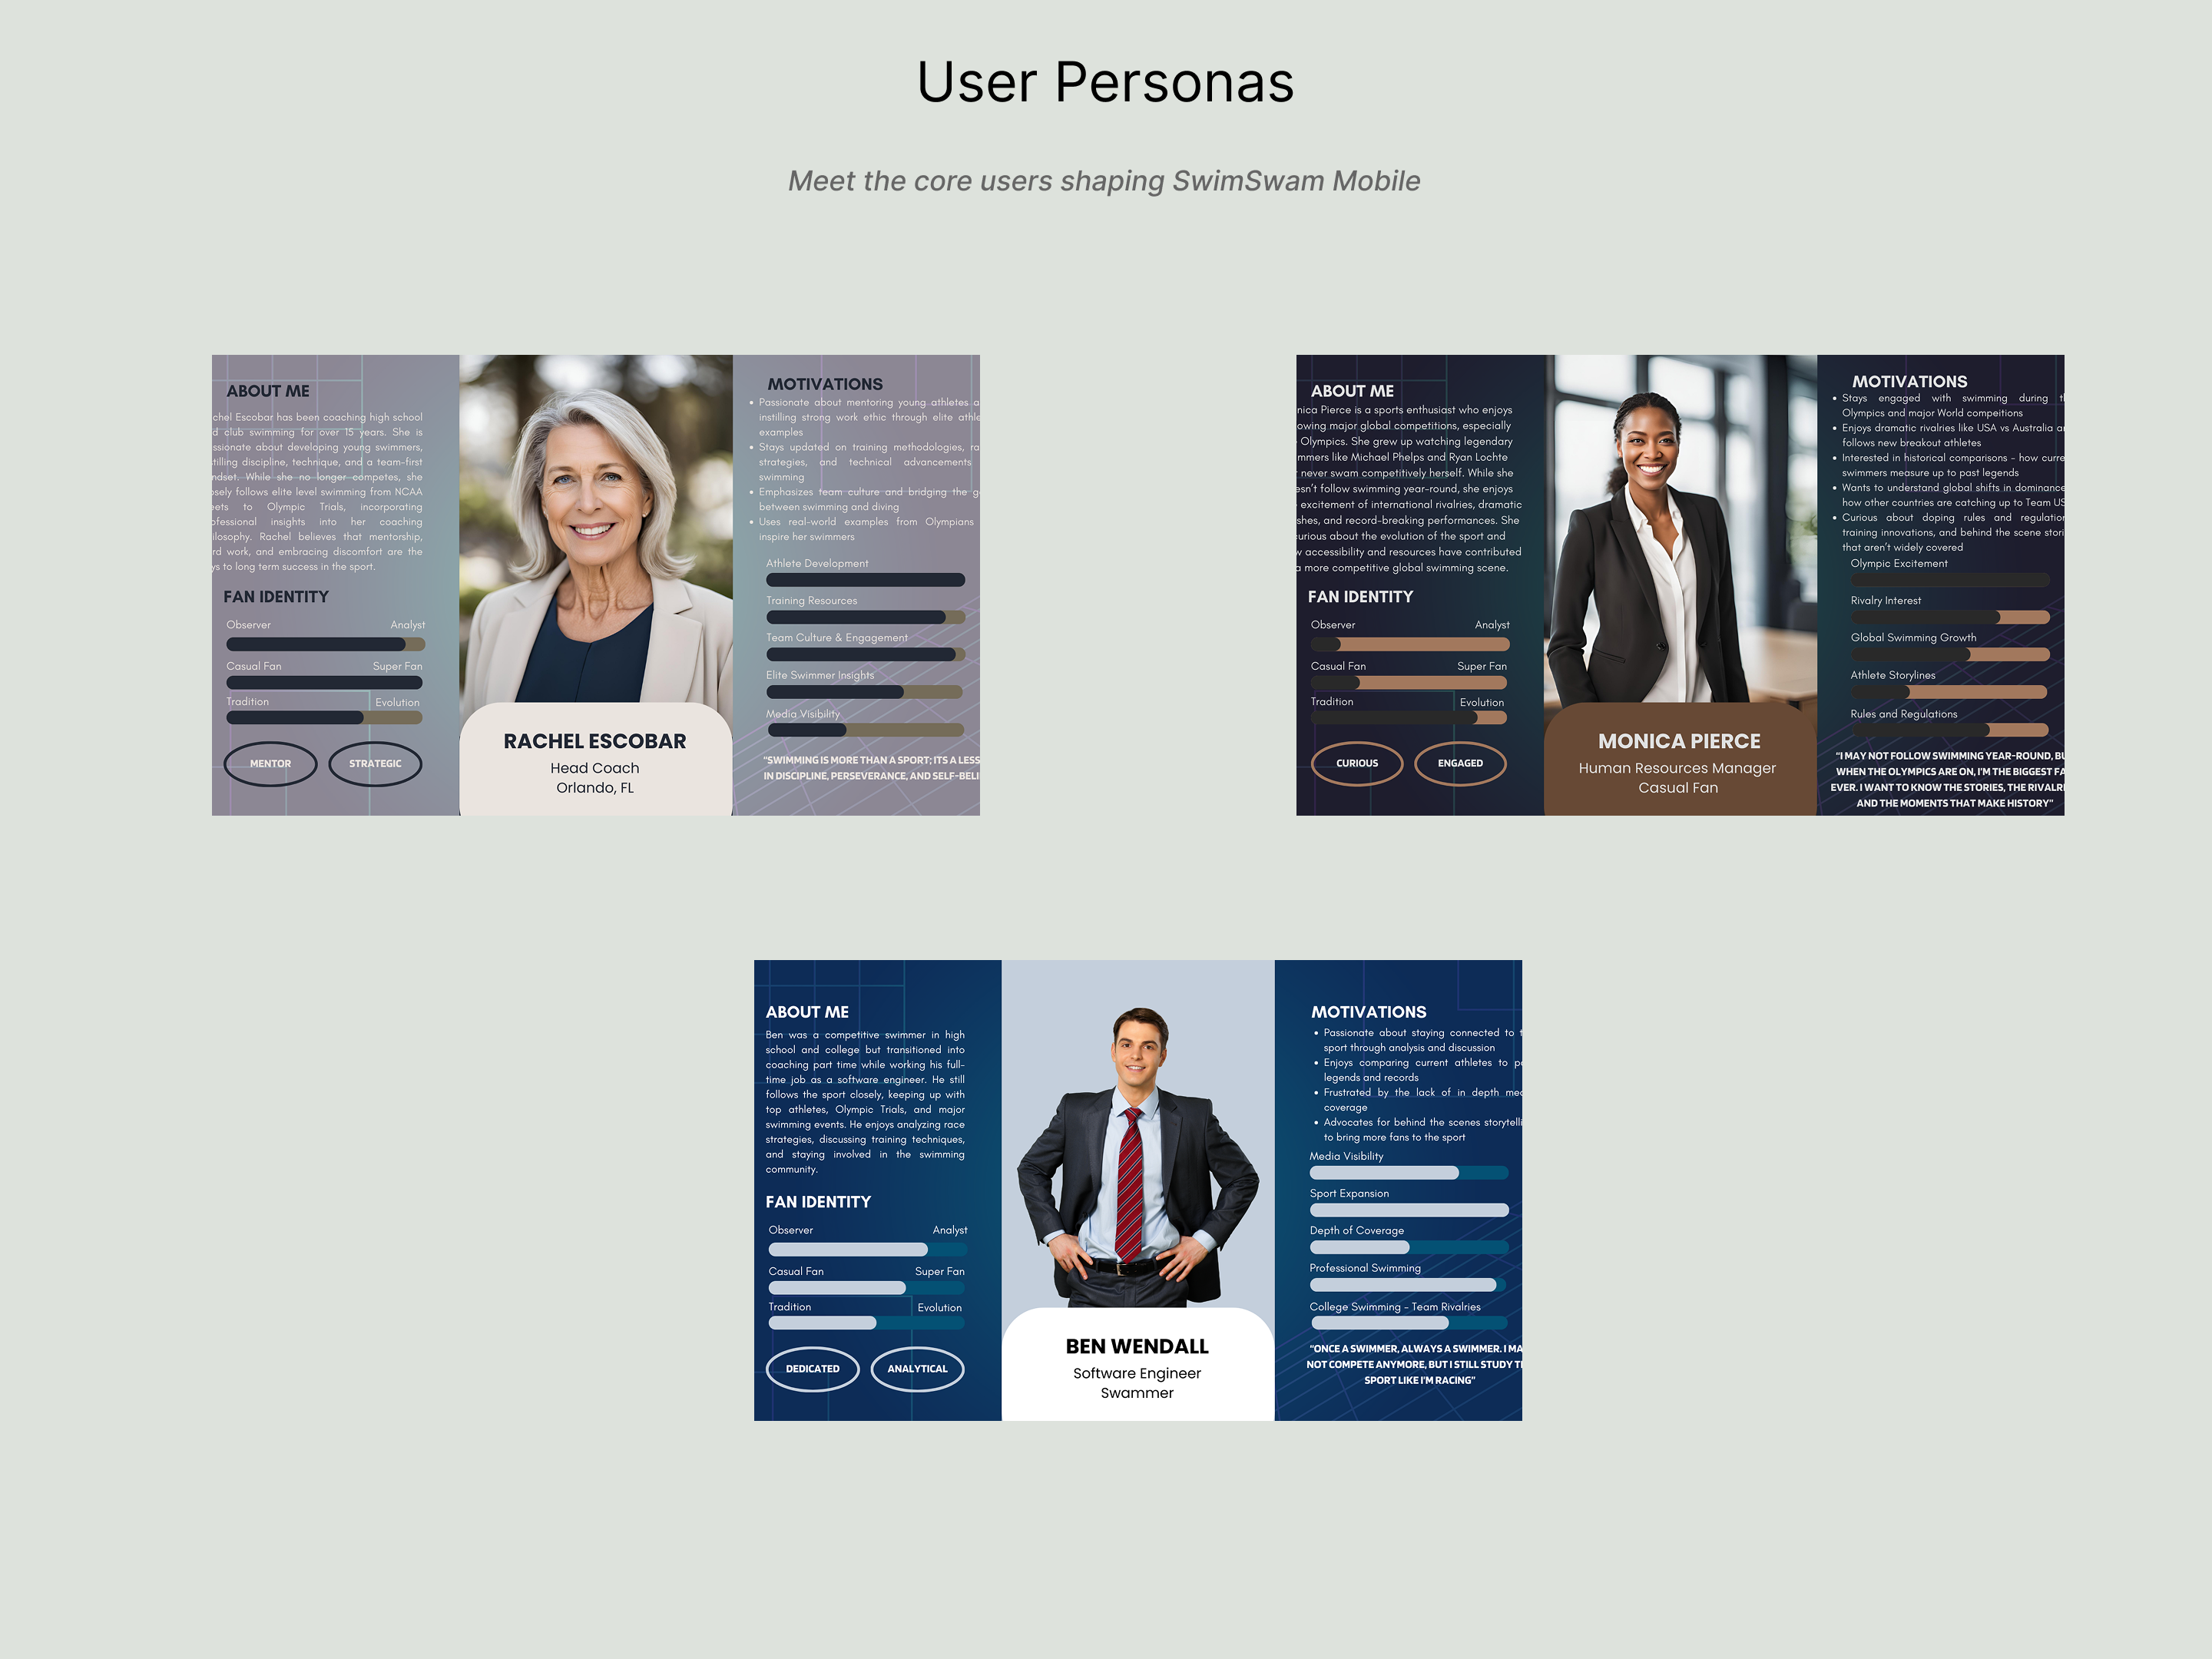 User Personas
Meet the core users shaping SwimSwam Mobile
ABOUT ME
chel Escobar has been coaching high school
d club swimming for over 15 years. She is
ssionate about developing young swimmers,
tilling discipline, technique, and a team-first
ndset. While she no longer competes, she
sely follows elite level swimming from NCAA
ets to Olympic Trials, incorporating
ofessional insights into her coaching
ilosophy. Rachel believes that mentorship,
rd work, and embracing discomfort are the
ys to long term success in the sport.
FAN IDENTITY
Observer Analyst
Casual Fan Super Fan
Tradition Evolution
MENTOR STRATEGIC
RACHEL ESCOBAR
Head Coach
Orlando, FL
MOTIVATIONS
• Passionate about mentoring young athletes a
instilling strong work ethic through elite athle
examples
• Stays updated on training methodologies, ra
strategies, and technical advancements
swimming
• Emphasizes team culture and bridging the g
between swimming and diving
• Uses real-world examples from Olympians
inspire her swimmers
Athlete Development
Training Resources
Team Culture & Engagement
Elite Swimmer Insights
Media Visibility
"SWIMMING IS MORE THAN A SPORT; ITS A LESS
IN DISCIPLINE, PERSEVERANCE, AND SELF-BELI
ABOUT ME
nica Pierce is a sports enthusiast who enjoys
owing major global competitions, especially
Olympics. She grew up watching legendary
mmers like Michael Phelps and Ryan Lochte
never swam competitively herself. While she
esn't follow swimming year-round, she enjoys
excitement of international rivalries, dramatic
shes, and record-breaking performances. She
curious about the evolution of the sport and
w accessibility and resources have contributed
a more competitive global swimming scene.
FAN IDENTITY
Observer Analyst
Casual Fan Super Fan
Tradition Evolution
CURIOUS ENGAGED
MONICA PIERCE
Human Resources Manager
Casual Fan
MOTIVATIONS
• Stays engaged with swimming during t
Olympics and major World compeitions
• Enjoys dramatic rivalries like USA vs Australia a
follows new breakout athletes
• Interested in historical comparisons - how curre
swimmers measure up to past legends
• Wants to understand global shifts in dominance
how other countries are catching up to Team US
• Curious about doping rules and regulation
training innovations, and behind the scene stori
that aren't widely covered
Olympic Excitement
Rivalry Interest
Global Swimming Growth
Athlete Storylines
Rules and Regulations
"I MAY NOT FOLLOW SWIMMING YEAR-ROUND, BU
WHEN THE OLYMPICS ARE ON, I'M THE BIGGEST FA
EVER. I WANT TO KNOW THE STORIES, THE RIVALRI
AND THE MOMENTS THAT MAKE HISTORY"
ABOUT ME
Ben was a competitive swimmer in high
school and college but transitioned into
coaching part time while working his full-
time job as a software engineer. He still
follows the sport closely, keeping up with
top athletes, Olympic Trials, and major
swimming events. He enjoys analyzing race
strategies, discussing training techniques,
and staying involved in the swimming
community.
FAN IDENTITY
Observer Analyst
Casual Fan Super Fan
Tradition Evolution
DEDICATED ANALYTICAL
BEN WENDALL
Software Engineer
Swammer
MOTIVATIONS
• Passionate about staying connected to t
sport through analysis and discussion
• Enjoys comparing current athletes to p
legends and records
• Frustrated by the lack of in depth med
coverage
• Advocates for behind the scenes storytelli
to bring more fans to the sport
Media Visibility
Sport Expansion
Depth of Coverage
Professional Swimming
College Swimming - Team Rivalries
"ONCE A SWIMMER, ALWAYS A SWIMMER. I MA
NOT COMPETE ANYMORE, BUT I STILL STUDY T
SPORT LIKE I'M RACING"